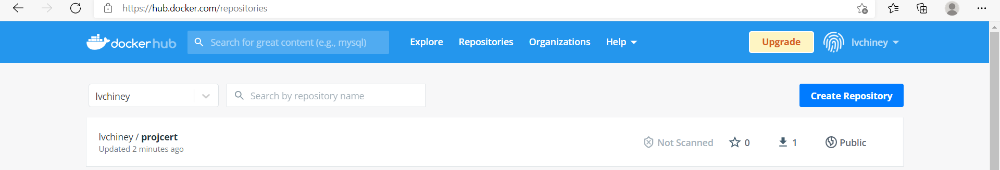 https://hub.docker.com/repositories
docker hub
Search for great content (e.g., mysql)
Explore
Repositories
Organizations
Help
Upgrade
lvchiney
lvchiney
Search by repository name
Create Repository
lvchiney / projcert
Updated 2 minutes ago
Not Scanned
0
1
Public